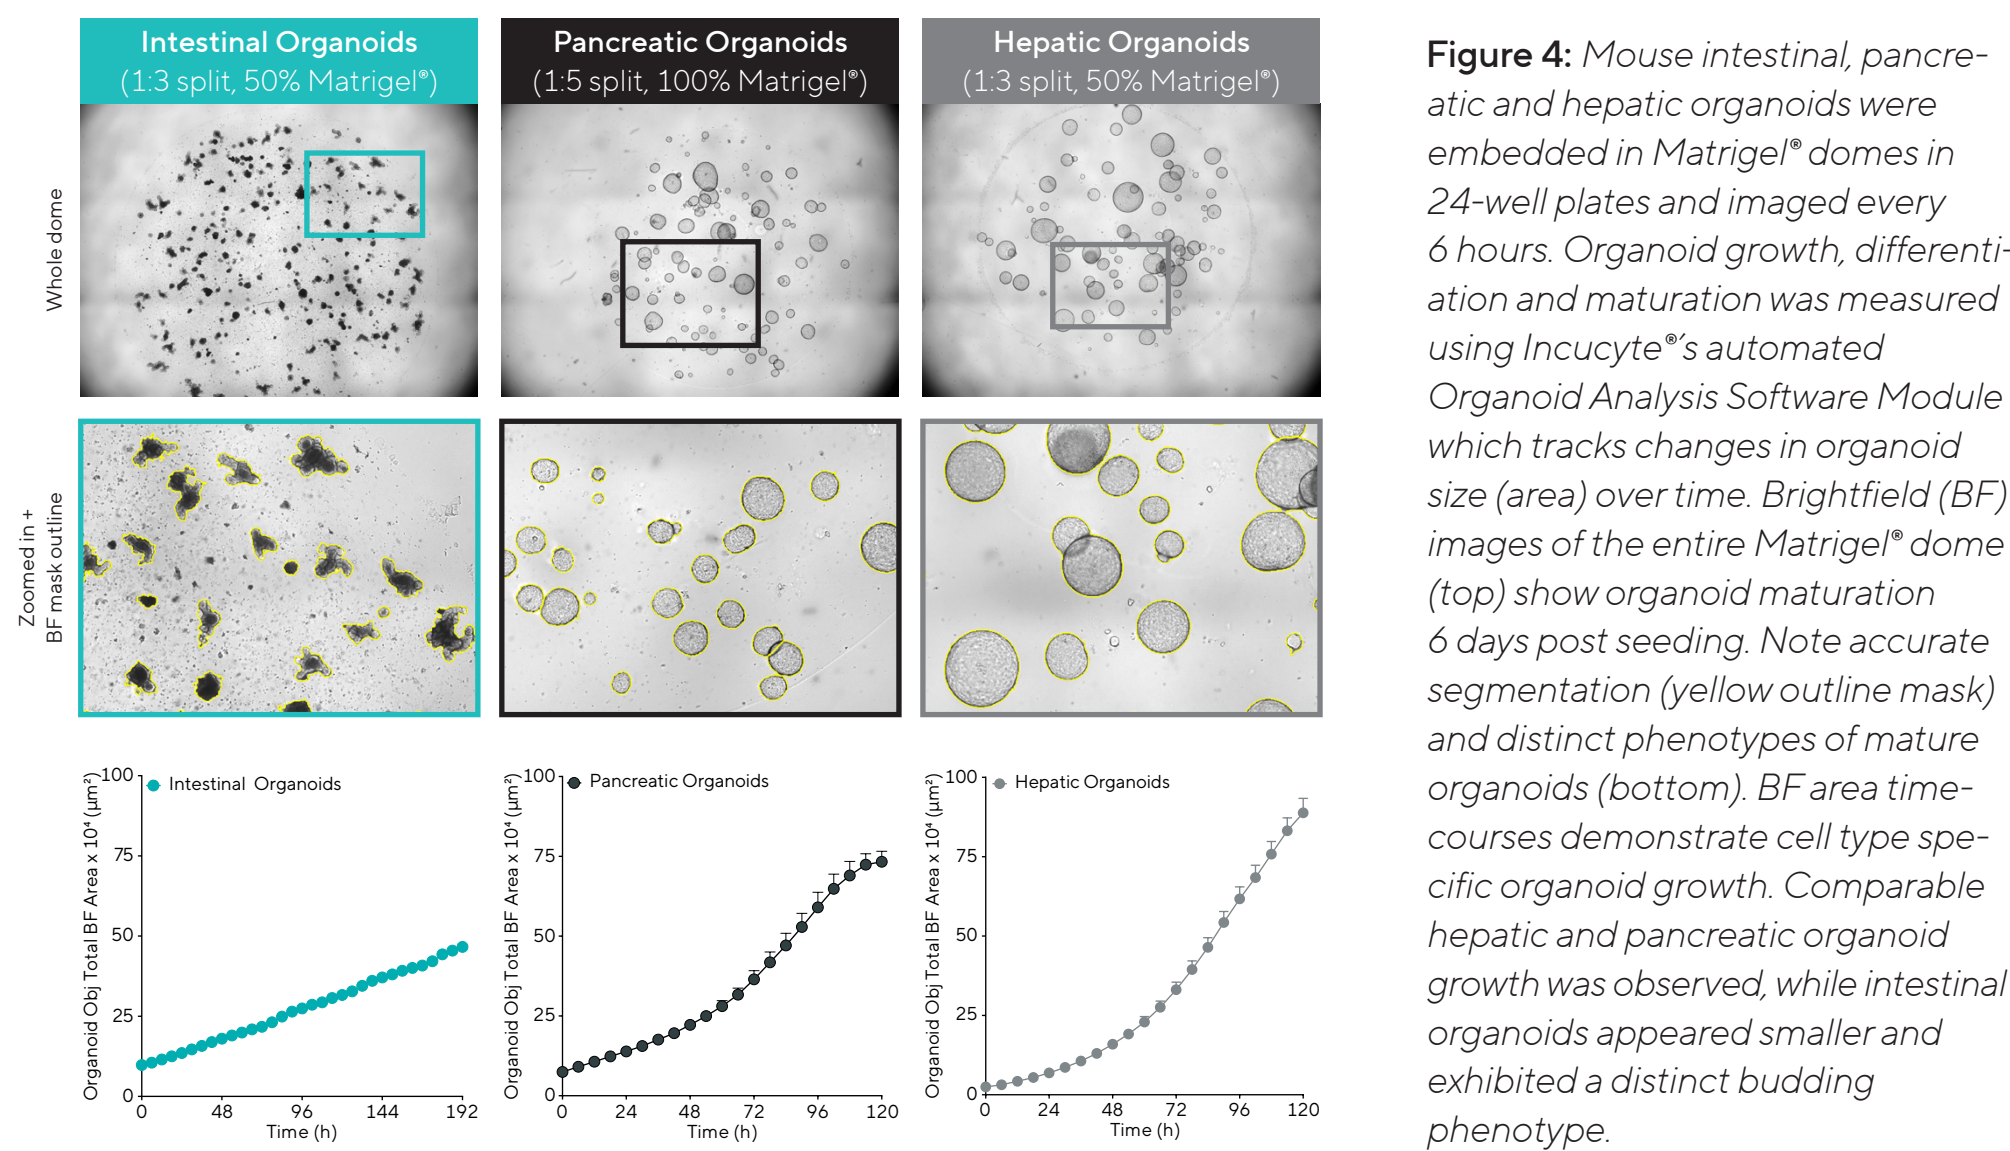 Intestinal Organoids
(1:3 split, 50% Matrigel®)
Pancreatic Organoids
(1:5 split, 100% Matrigel®)
Hepatic Organoids
(1:3 split, 50% Matrigel®)
Whole dome
Zoomed in +
BF mask outline
Organoid Obj Total BF Area x 10⁴ (µm²)
100
75
50
25
0
Intestinal Organoids
0 48 96 144 192
Time (h)
Organoid Obj Total BF Area x 10⁴ (µm²)
100
75
50
25
0
Pancreatic Organoids
0 24 48 72 96 120
Time (h)
Organoid Obj Total BF Area x 10⁴ (µm²)
100
75
50
25
0
Hepatic Organoids
0 24 48 72 96 120
Time (h)
Figure 4: Mouse intestinal, pancre-
atic and hepatic organoids were
embedded in Matrigel® domes in
24-well plates and imaged every
6 hours. Organoid growth, differenti-
ation and maturation was measured
using Incucyte®’s automated
Organoid Analysis Software Module
which tracks changes in organoid
size (area) over time. Brightfield (BF)
images of the entire Matrigel® dome
(top) show organoid maturation
6 days post seeding. Note accurate
segmentation (yellow outline mask)
and distinct phenotypes of mature
organoids (bottom). BF area time-
courses demonstrate cell type spe-
cific organoid growth. Comparable
hepatic and pancreatic organoid
growth was observed, while intestinal
organoids appeared smaller and
exhibited a distinct budding
phenotype.